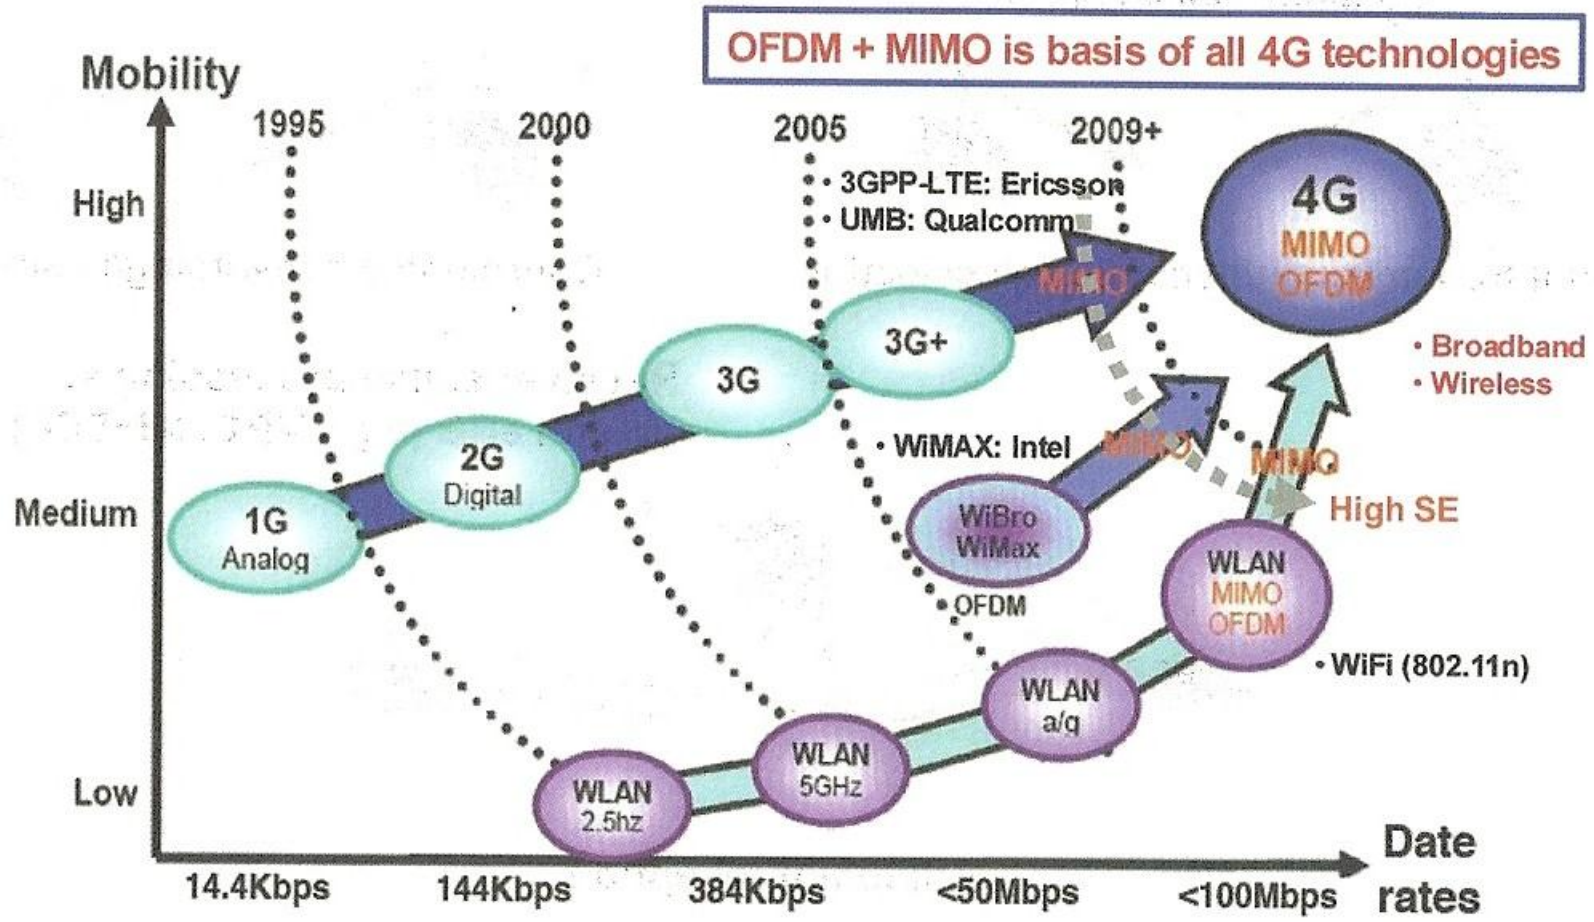 OFDM + MIMO is basis of all 4G technologies
Mobility
1995
2000
2005
2009+
High
Medium
Low
• 3GPP-LTE: Ericsson
• UMB: Qualcomm
4G
MIMO
OFDM
MIMO
• Broadband
• Wireless
3G+
3G
2G
Digital
1G
Analog
• WiMAX: Intel
MIMO
MIMO
High SE
WiBro
WiMax
OFDM
WLAN
MIMO
OFDM
• WiFi (802.11n)
WLAN
a/q
WLAN
5GHz
WLAN
2.5hz
Date
rates
14.4Kbps
144Kbps
384Kbps
<50Mbps
<100Mbps